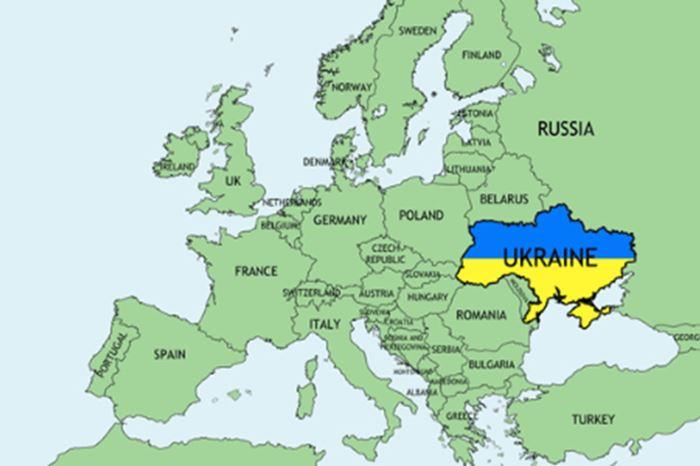 SWEDEN
FINLAND
NORWAY
ESTONIA
RUSSIA
LATVIA
DENMARK
IRELAND
LITHUANIA
UK
BELARUS
NETHERLANDS
POLAND
GERMANY
BELGIUM
CZECH
REPUBLIC
UKRAINE
FRANCE
SLOVAKIA
MOLDOVA
SWITZERLAND
AUSTRIA
HUNGARY
SLOVENIA
ROMANIA
CROATIA
ITALY
BOSNIA AND
HERZEGOVINA
GEORG
PORTUGAL
SPAIN
SERBIA
BULGARIA
MONTENEGRO
MACEDONIA
ALBANIA
GREECE
TURKEY